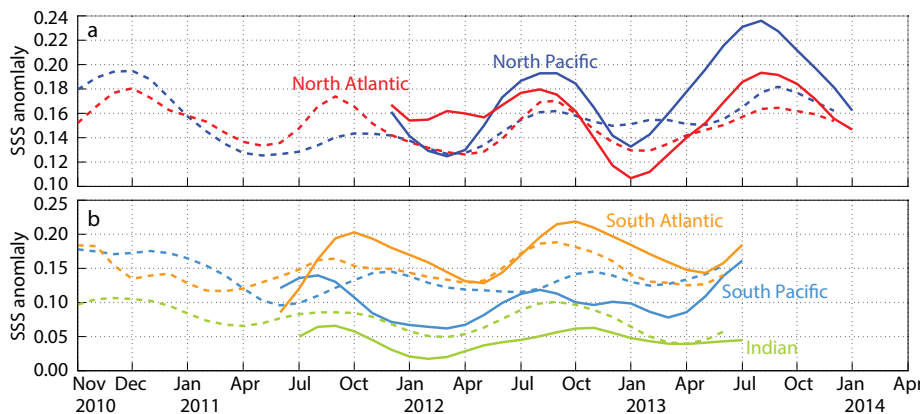 a
SSS anomlaly
0.24
0.22
0.20
0.18
0.16
0.14
0.12
0.10
North Atlantic
North Pacific
b
SSS anomlaly
0.25
0.20
0.15
0.10
0.05
0.00
South Atlantic
South Pacific
Indian
Nov Dec Jan Apr Jul Oct Jan Apr Jul Oct Jan Apr Jul Oct Jan Apr
2010 2011 2012 2013 2014